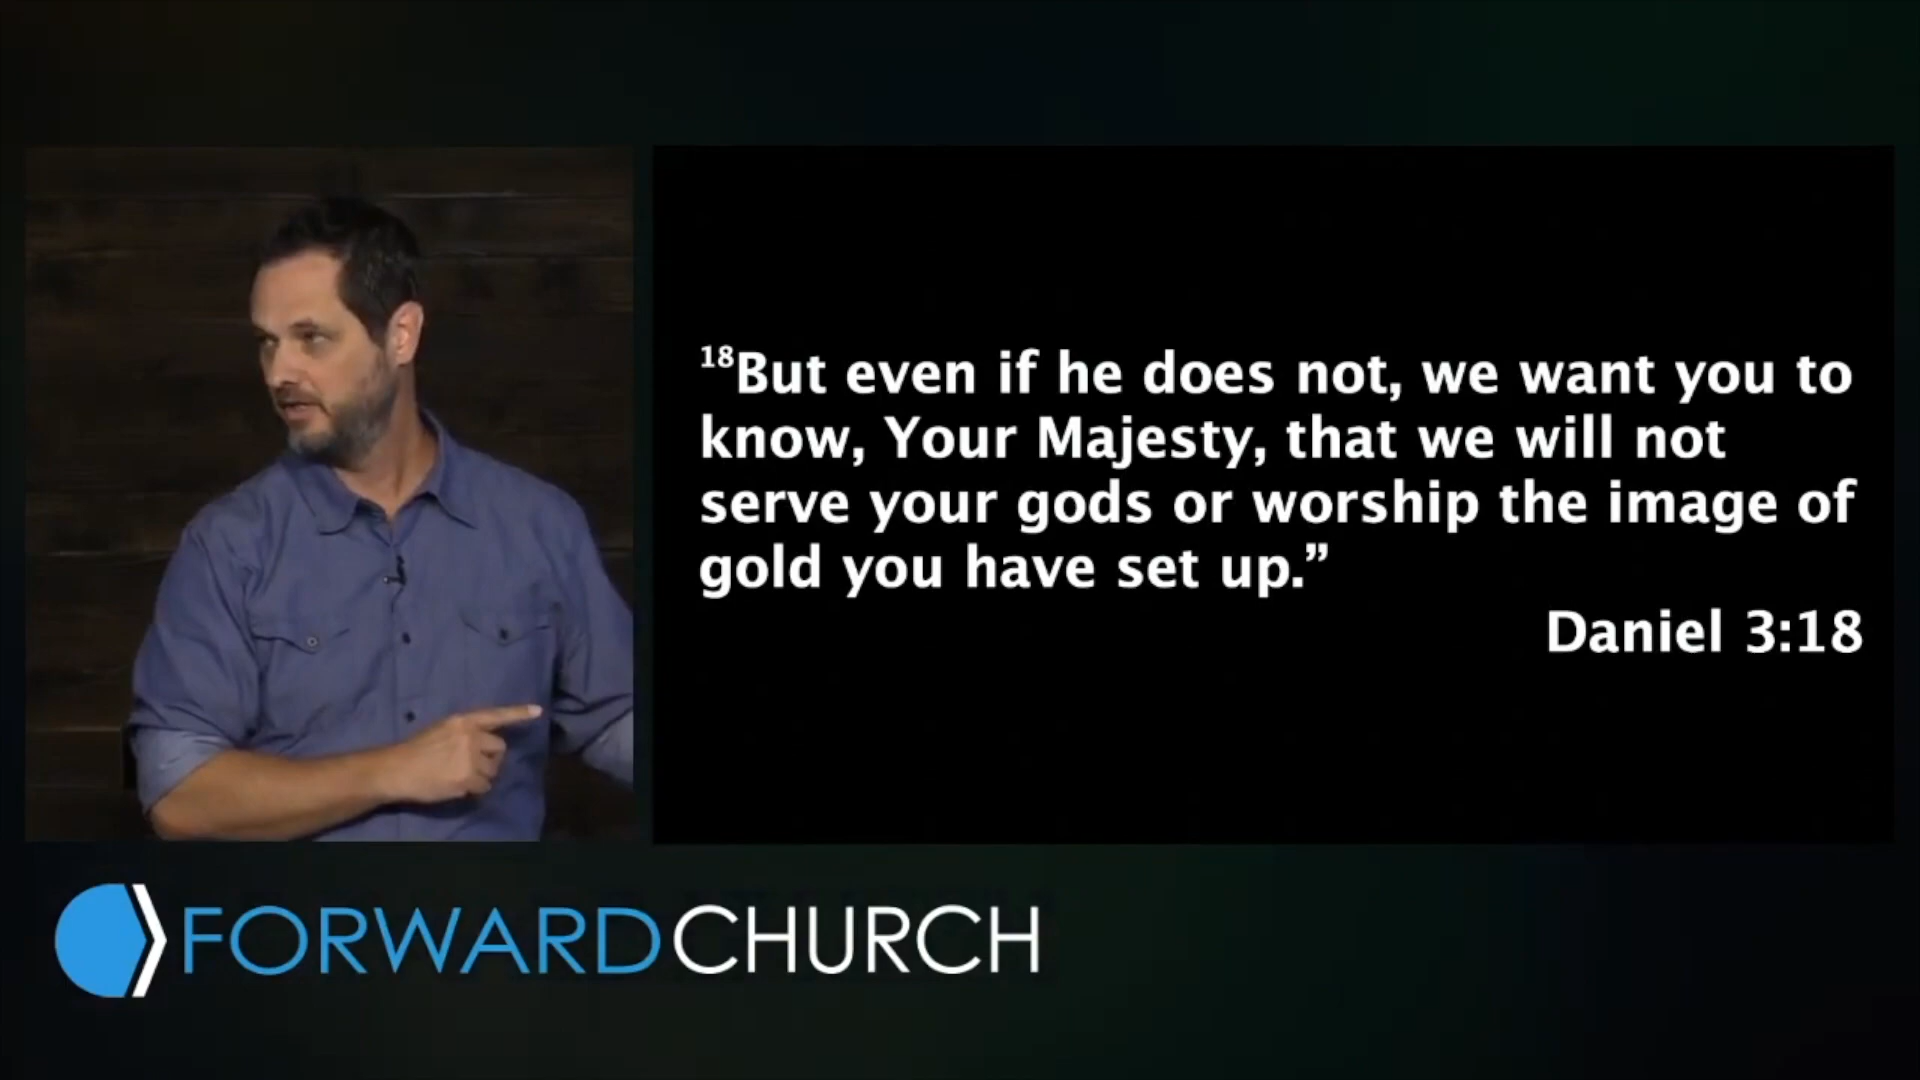 ¹⁸But even if he does not, we want you to
know, Your Majesty, that we will not
serve your gods or worship the image of
gold you have set up.”
Daniel 3:18
FORWARDCHURCH